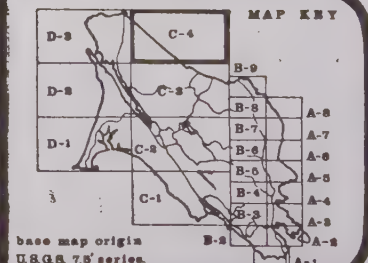 MAP KEY
D-3
C-4
B-9
D-2
C-3
B-8
A-8
B-7
A-7
D-1
B-6
A-6
C-2
B-5
A-5
B-4
A-4
C-1
B-3
A-3
B-2
A-2
A-1
base map origin
U.S.G.S. 7.5' series